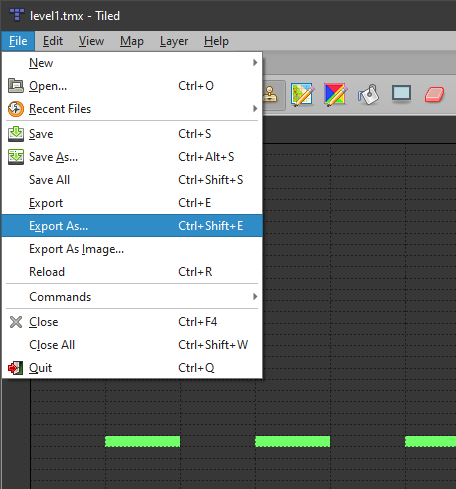 level1.tmx - Tiled
File Edit View Map Layer Help
New
Open... Ctrl+O
Recent Files
Save Ctrl+S
Save As... Ctrl+Alt+S
Save All Ctrl+Shift+S
Export Ctrl+E
Export As... Ctrl+Shift+E
Export As Image...
Reload Ctrl+R
Commands
Close Ctrl+F4
Close All Ctrl+Shift+W
Quit Ctrl+Q